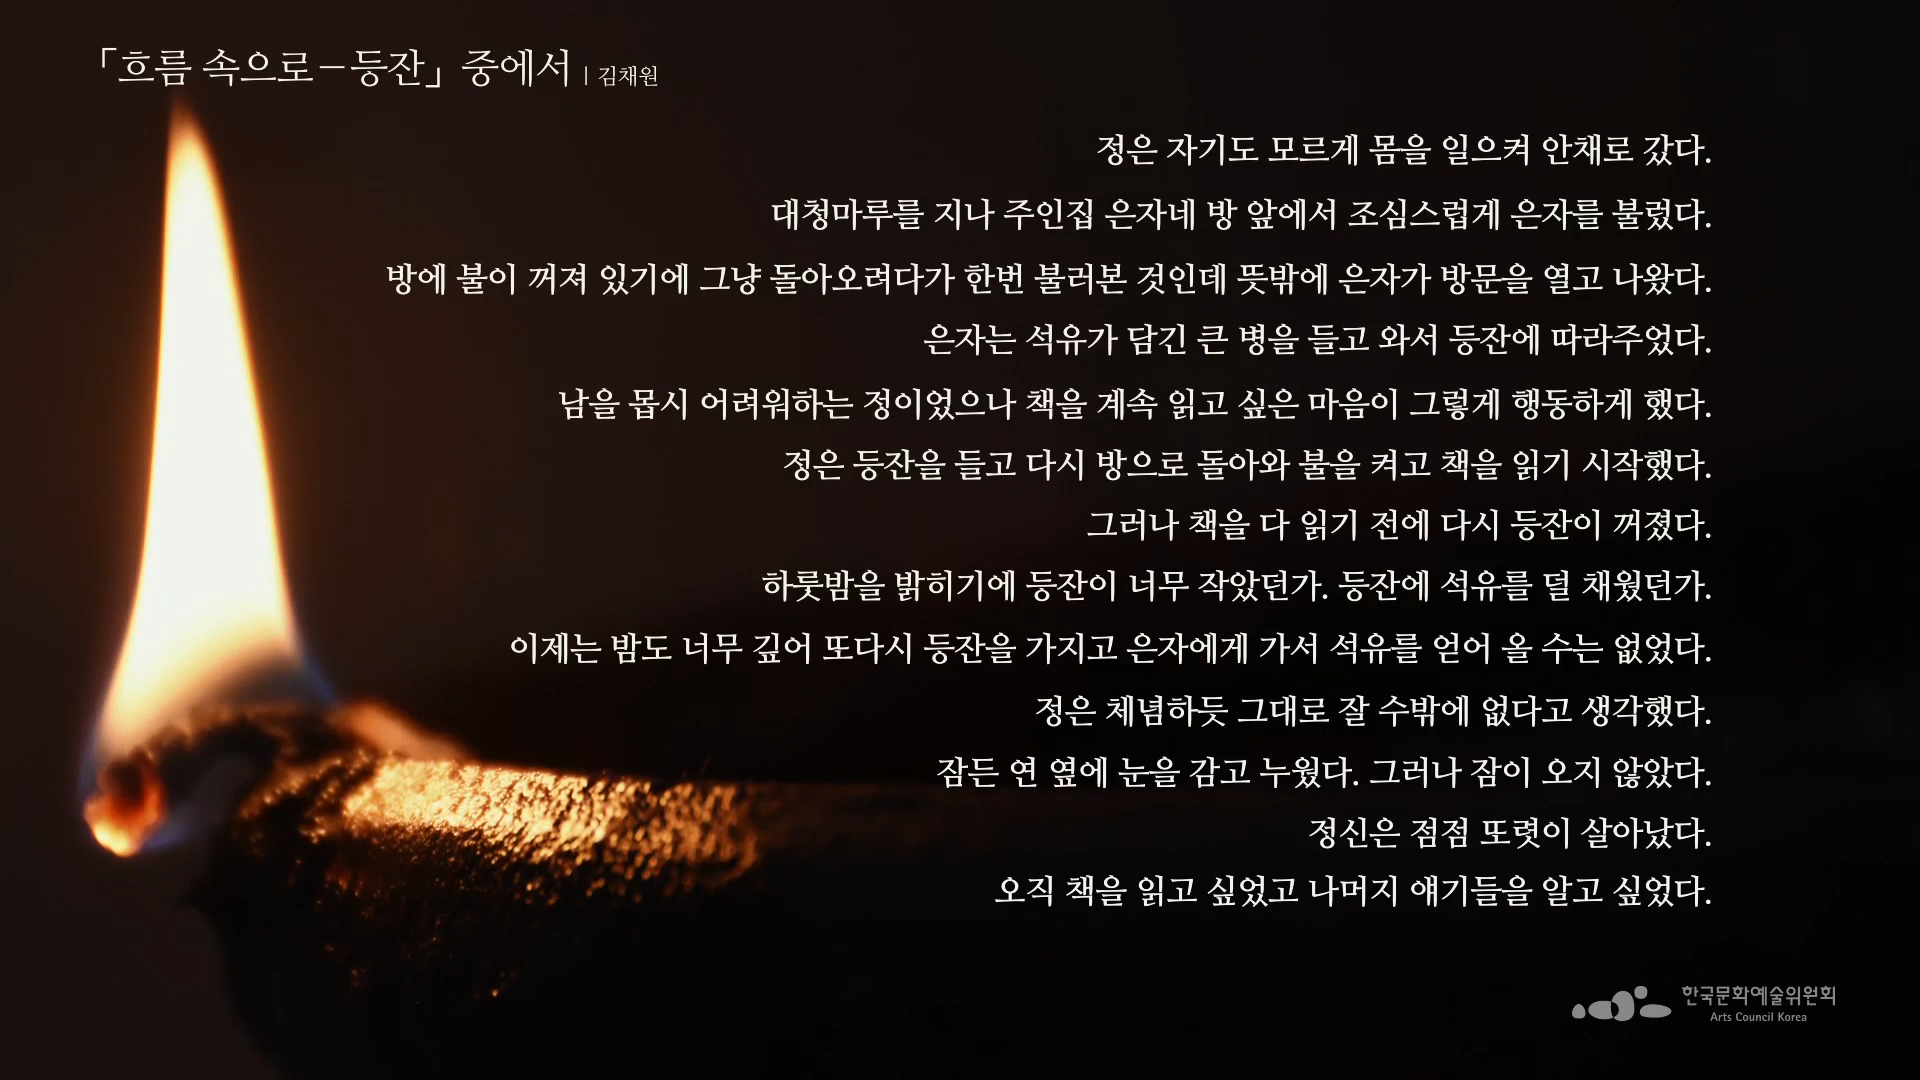 「흐름 속으로–등잔」 중에서 | 김채원
정은 자기도 모르게 몸을 일으켜 안채로 갔다.
대청마루를 지나 주인집 은자네 방 앞에서 조심스럽게 은자를 불렀다.
방에 불이 꺼져 있기에 그냥 돌아오려다가 한번 불러본 것인데 뜻밖에 은자가 방문을 열고 나왔다.
은자는 석유가 담긴 큰 병을 들고 와서 등잔에 따라주었다.
남을 몹시 어려워하는 정이었으나 책을 계속 읽고 싶은 마음이 그렇게 행동하게 했다.
정은 등잔을 들고 다시 방으로 돌아와 불을 켜고 책을 읽기 시작했다.
그러나 책을 다 읽기 전에 다시 등잔이 꺼졌다.
하룻밤을 밝히기에 등잔이 너무 작았던가. 등잔에 석유를 덜 채웠던가.
이제는 밤도 너무 깊어 또다시 등잔을 가지고 은자에게 가서 석유를 얻어 올 수는 없었다.
정은 체념하듯 그대로 잘 수밖에 없다고 생각했다.
잠든 연 옆에 눈을 감고 누웠다. 그러나 잠이 오지 않았다.
정신은 점점 또렷이 살아났다.
오직 책을 읽고 싶었고 나머지 얘기들을 알고 싶었다.
한국문화예술위원회
Arts Council Korea